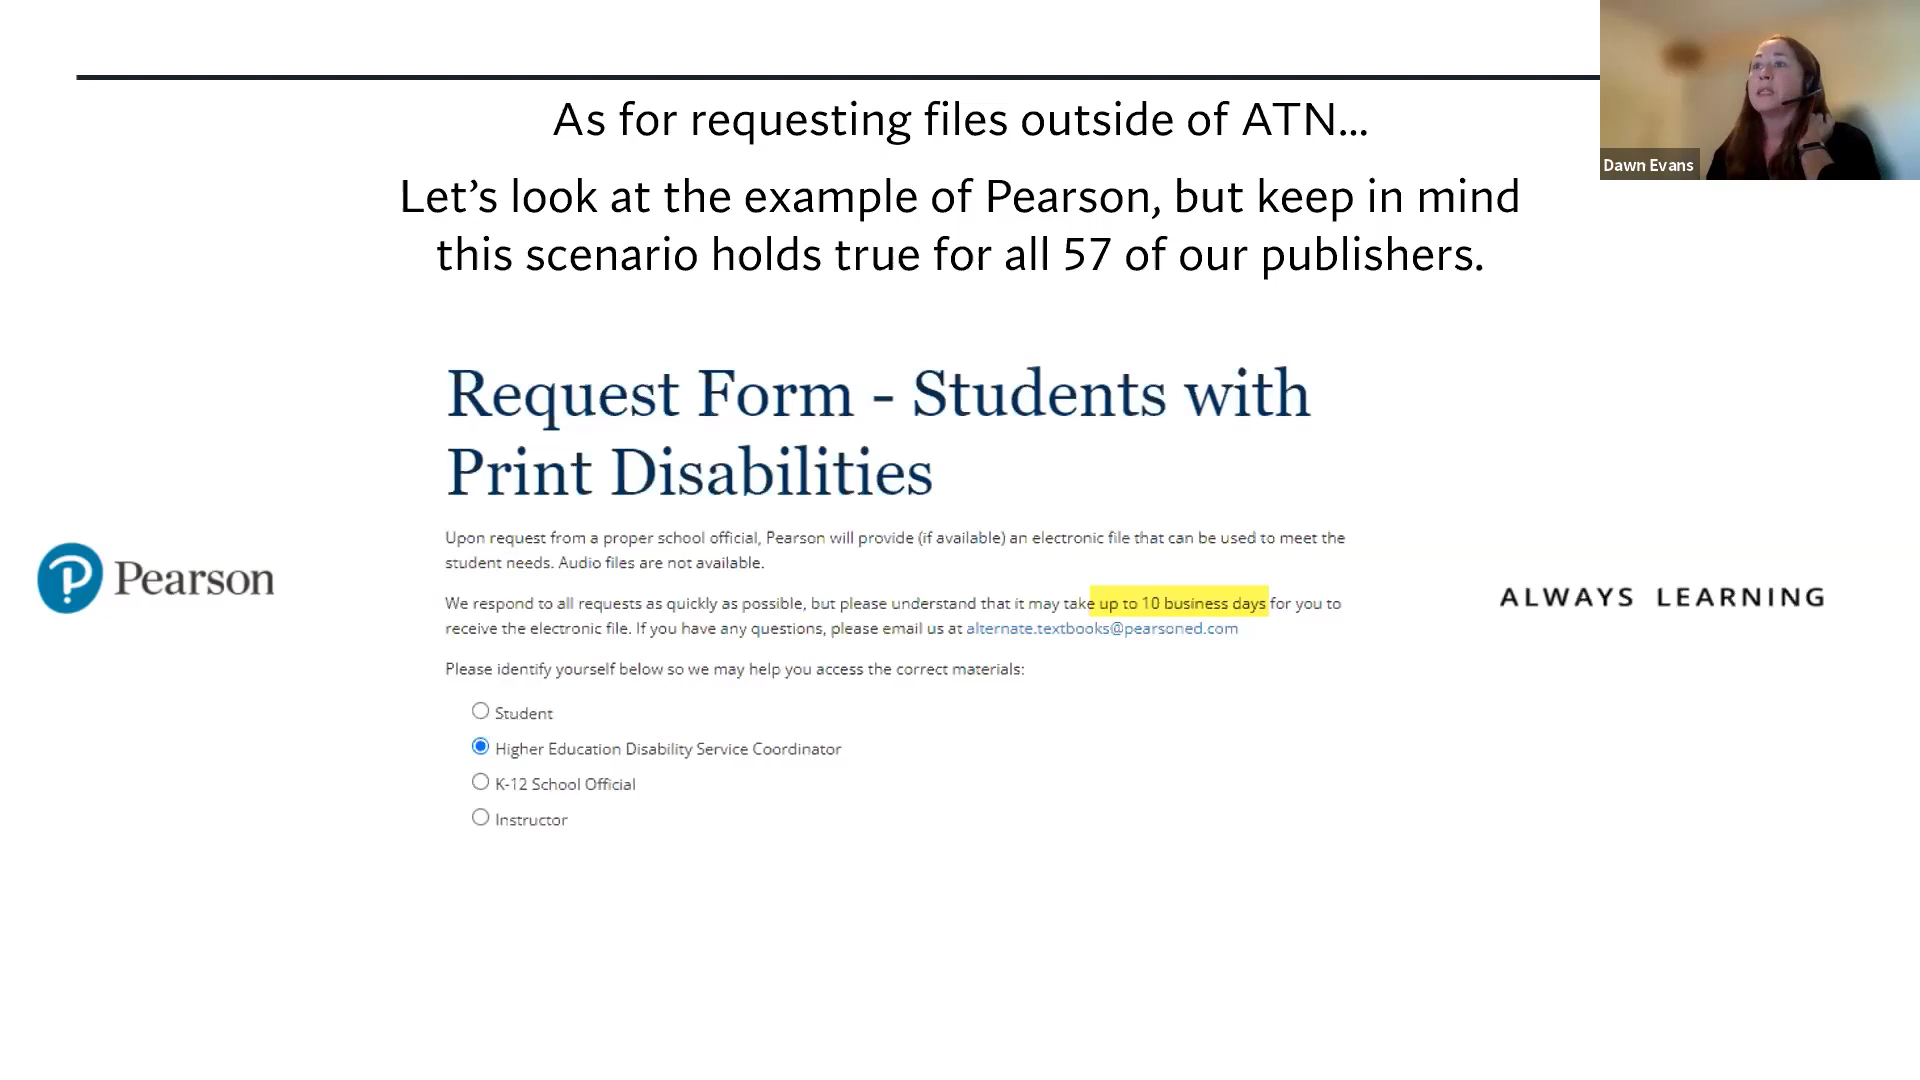 As for requesting files outside of ATN...
Let's look at the example of Pearson, but keep in mind
this scenario holds true for all 57 of our publishers.
Dawn Evans
Request Form - Students with
Print Disabilities
Upon request from a proper school official, Pearson will provide (if available) an electronic file that can be used to meet the
student needs. Audio files are not available.
We respond to all requests as quickly as possible, but please understand that it may take up to 10 business days for you to
receive the electronic file. If you have any questions, please email us at alternate.textbooks@pearsoned.com
Please identify yourself below so we may help you access the correct materials:
Student
Higher Education Disability Service Coordinator
K-12 School Official
Instructor
Pearson
ALWAYS LEARNING